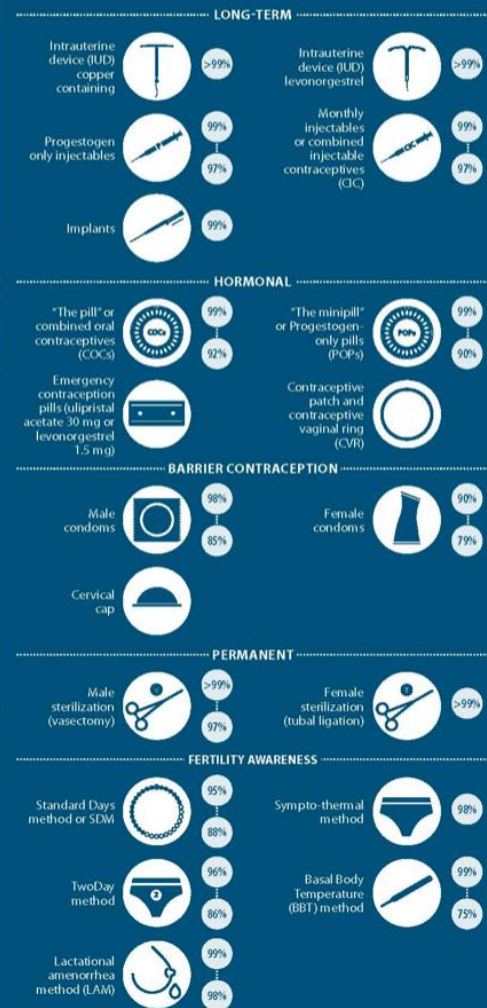 LONG-TERM
Intrauterine
device (IUD)
copper
containing
>99%
Intrauterine
device (IUD)
levonorgestrel
>99%
Progestogen
only injectables
P
99%
97%
Monthly
injectables
or combined
injectable
contraceptives
(CIC)
CIC
99%
97%
Implants
99%
HORMONAL
"The pill" or
combined oral
contraceptives
(COCs)
COCs
99%
92%
"The minipill"
or Progestogen-
only pills
(POPs)
POPs
99%
90%
Emergency
contraception
pills (ulipristal
acetate 30 mg or
levonorgestrel
1.5 mg)
Contraceptive
patch and
contraceptive
vaginal ring
(CVR)
BARRIER CONTRACEPTION
Male
condoms
98%
85%
Female
condoms
90%
79%
Cervical
cap
PERMANENT
Male
sterilization
(vasectomy)
V
>99%
97%
Female
sterilization
(tubal ligation)
T
>99%
FERTILITY AWARENESS
Standard Days
method or SDM
95%
88%
Sympto-thermal
method
98%
TwoDay
method
2
96%
86%
Basal Body
Temperature
(BBT) method
99%
75%
Lactational
amenorrhea
method (LAM)
99%
98%